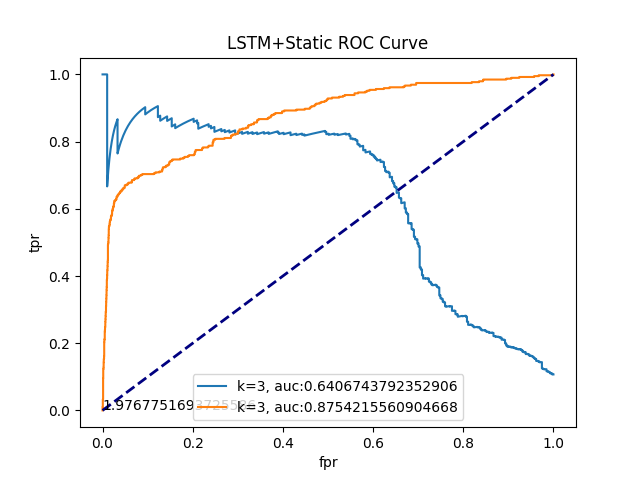 LSTM+Static ROC Curve
1.0
0.8
0.6
0.4
0.2
0.0
tpr
k=3, auc:0.6406743792352906
k=3, auc:0.8754215560904668
0.0 0.2 0.4 0.6 0.8 1.0
fpr